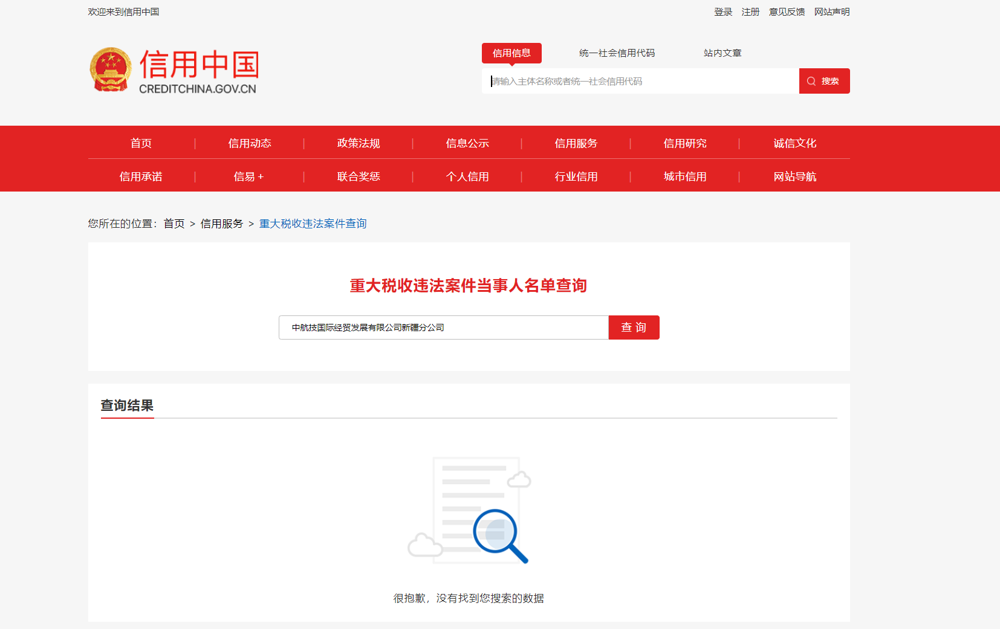 欢迎来到信用中国
登录 注册 意见反馈 网站声明
信用中国
CREDITCHINA.GOV.CN
信用信息 统一社会信用代码 站内文章
请输入主体名称或者统一社会信用代码
搜索
首页 信用动态 政策法规 信息公示 信用服务 信用研究 诚信文化
信用承诺 信易+ 联合奖惩 个人信用 行业信用 城市信用 网站导航
您所在的位置：首页 > 信用服务 > 重大税收违法案件查询
重大税收违法案件当事人名单查询
中航技国际经贸发展有限公司新疆分公司
查 询
查询结果
很抱歉，没有找到您搜索的数据